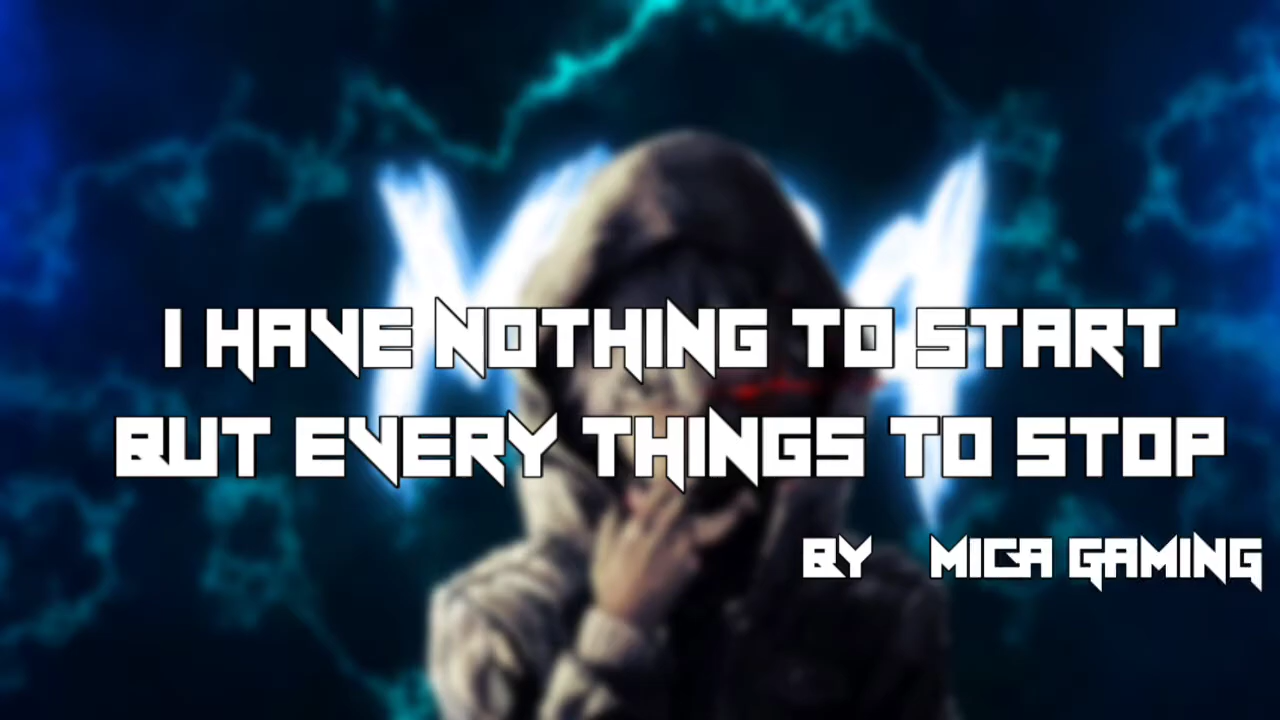 I HAVE NOTHING TO START
BUT EVERY THINGS TO STOP
BY MICA GAMING